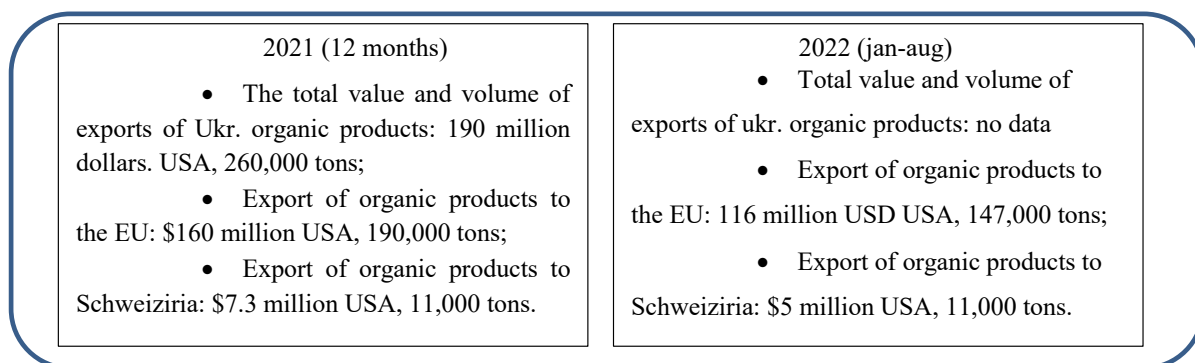 2021 (12 months)
• The total value and volume of
exports of Ukr. organic products: 190 million
dollars. USA, 260,000 tons;
• Export of organic products to
the EU: $160 million USA, 190,000 tons;
• Export of organic products to
Schweiziria: $7.3 million USA, 11,000 tons.
2022 (jan-aug)
• Total value and volume of
exports of ukr. organic products: no data
• Export of organic products to
the EU: 116 million USD USA, 147,000 tons;
• Export of organic products to
Schweiziria: $5 million USA, 11,000 tons.